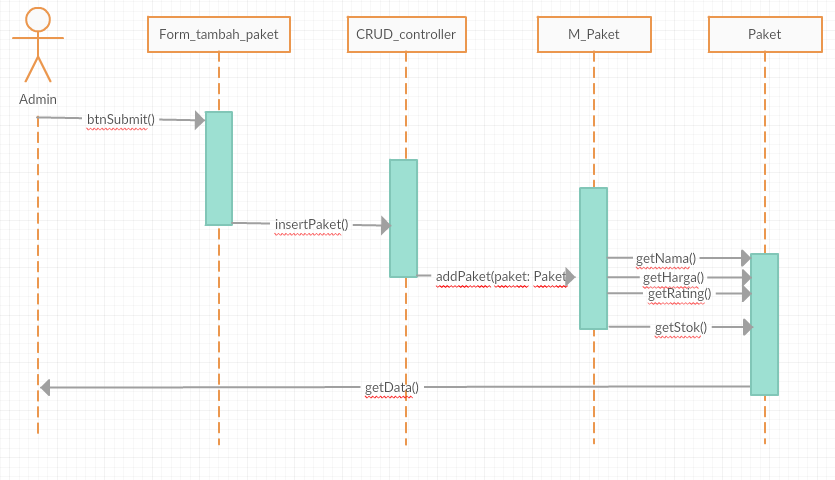 Form_tambah_paket
CRUD_controller
M_Paket
Paket
Admin
btnSubmit()
insertPaket()
addPaket(paket: Paket
getNama()
getHarga()
getRating()
getStok()
getData()